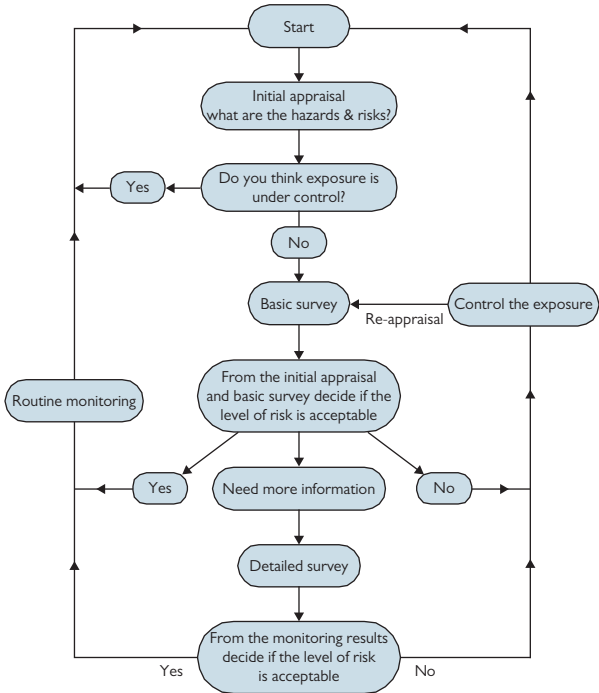 Start
Initial appraisal
what are the hazards & risks?
Do you think exposure is
under control?
Yes
No
Basic survey
Re-appraisal
Control the exposure
From the initial appraisal
and basic survey decide if the
level of risk is acceptable
Routine monitoring
Yes
Need more information
No
Detailed survey
From the monitoring results
decide if the level of risk
is acceptable
Yes
No